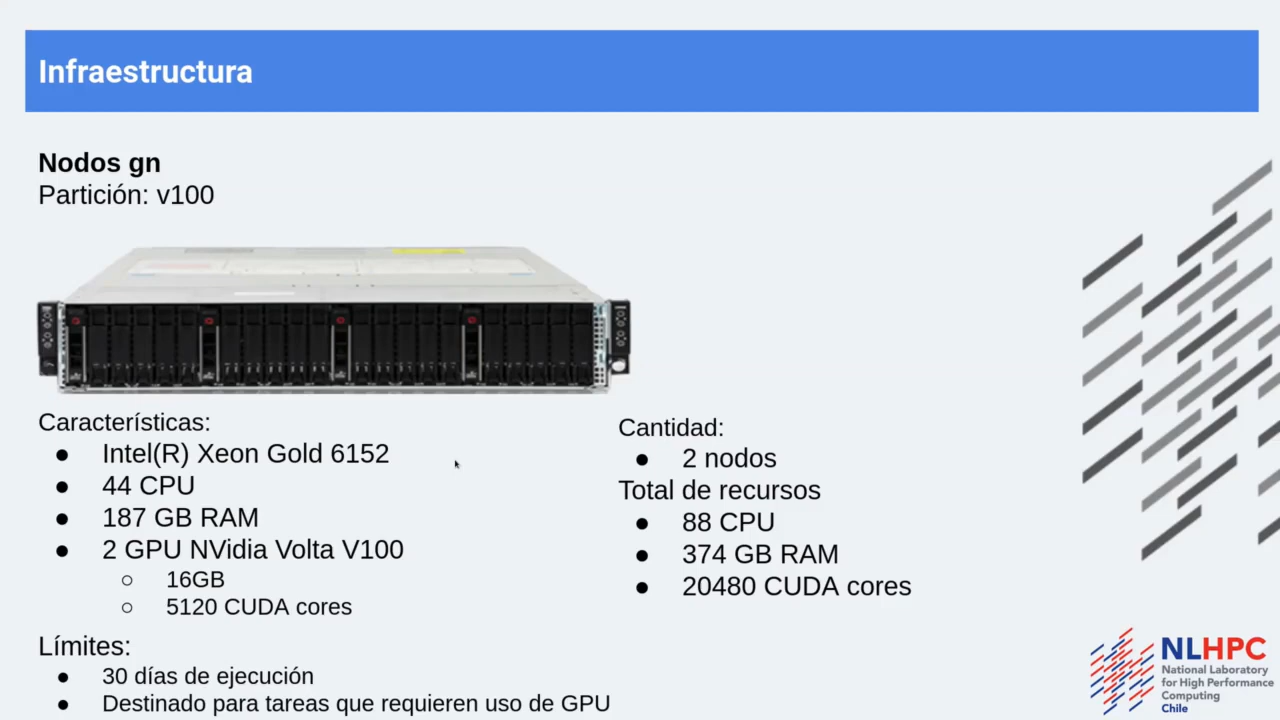 Infraestructura
Nodos gn
Partición: v100
Características:
● Intel(R) Xeon Gold 6152
● 44 CPU
● 187 GB RAM
● 2 GPU NVidia Volta V100
○ 16GB
○ 5120 CUDA cores
Límites:
● 30 días de ejecución
● Destinado para tareas que requieren uso de GPU
Cantidad:
● 2 nodos
Total de recursos
● 88 CPU
● 374 GB RAM
● 20480 CUDA cores
NLHPC
National Laboratory
for High Performance
Computing
Chile